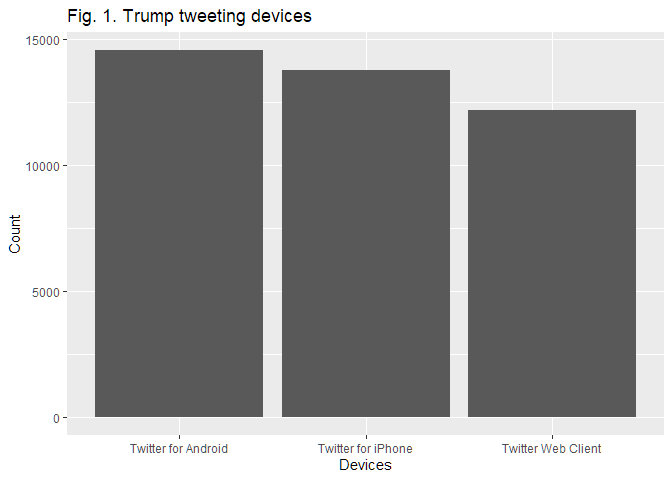 Fig. 1. Trump tweeting devices
15000
10000
5000
0
Count
Twitter for Android
Twitter for iPhone
Twitter Web Client
Devices